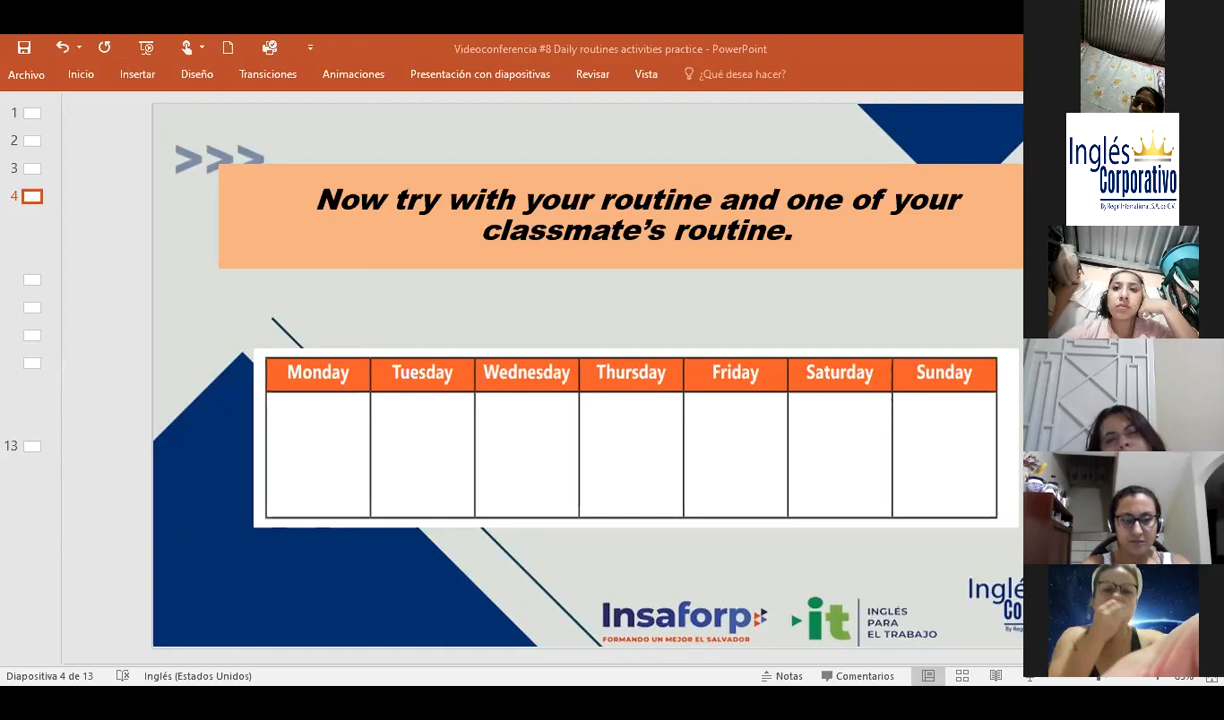 Videoconferencia #8 Daily routines activities practice - PowerPoint
Archivo Inicio Insertar Diseño Transiciones Animaciones Presentación con diapositivas Revisar Vista ¿Qué desea hacer?
1
2
3
4
13
>>>
Now try with your routine and one of your
classmate's routine.
Monday Tuesday Wednesday Thursday Friday Saturday Sunday
Insaforp
FORMANDO UN MEJOR EL SALVADOR
it
INGLÉS
PARA
EL TRABAJO
Inglés
Corporativo
Diapositiva 4 de 13 Inglés (Estados Unidos) Notas Comentarios